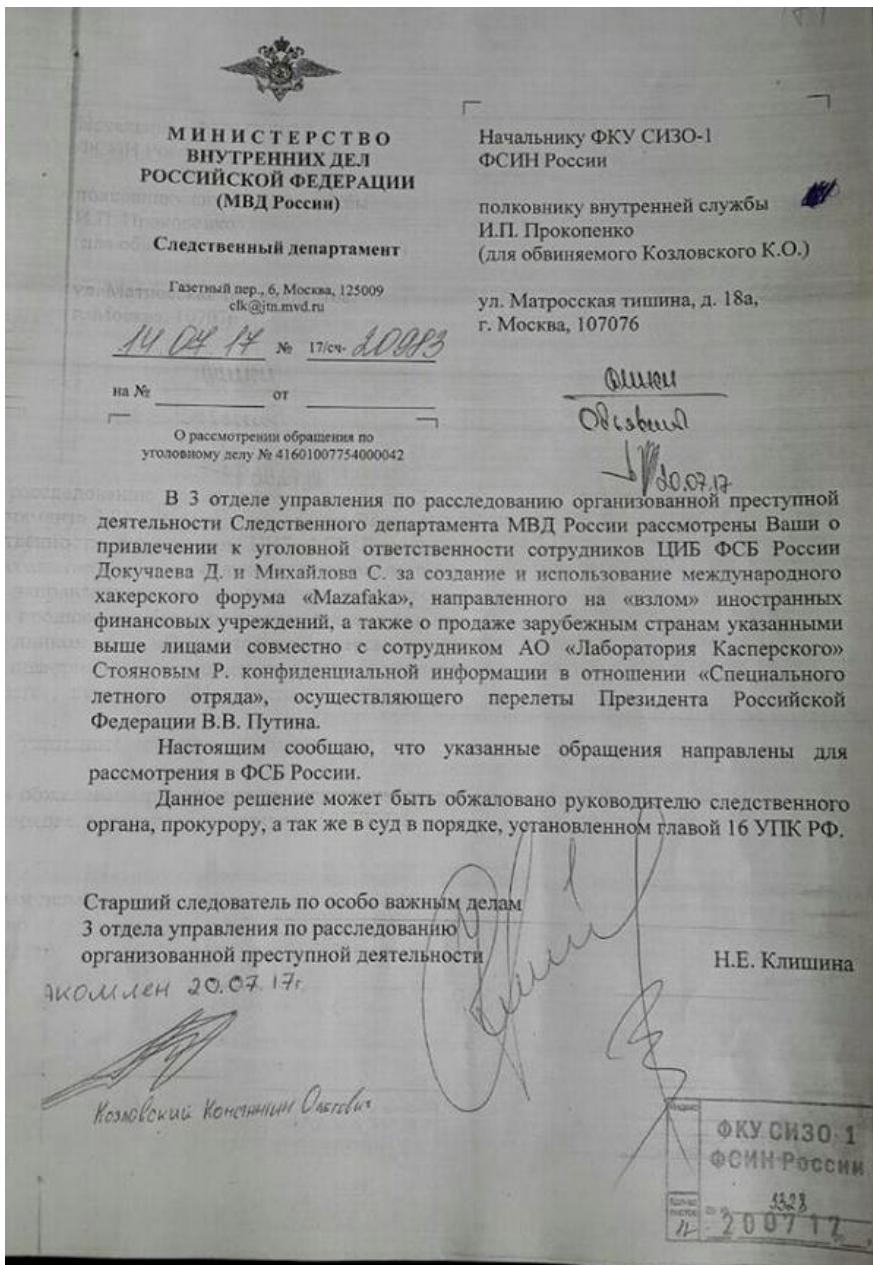 МИНИСТЕРСТВО
ВНУТРЕННИХ ДЕЛ
РОССИЙСКОЙ ФЕДЕРАЦИИ
(МВД России)
Следственный департамент
Газетный пер., 6, Москва, 125009
clk@jtn.mvd.ru
14 07 17 № 17/сч- 20983
на № от
О рассмотрении обращения по
уголовному делу № 41601007754000042
Начальнику ФКУ СИЗО-1
ФСИН России
полковнику внутренней службы
И.П. Прокопенко
(для обвиняемого Козловского К.О.)
ул. Матросская тишина, д. 18а,
г. Москва, 107076
20.07.17
В 3 отделе управления по расследованию организованной преступной
деятельности Следственного департамента МВД России рассмотрены Ваши о
привлечении к уголовной ответственности сотрудников ЦИБ ФСБ России
Докучаева Д. и Михайлова С. за создание и использование международного
хакерского форума «Mazafaka», направленного на «взлом» иностранных
финансовых учреждений, а также о продаже зарубежным странам указанными
выше лицами совместно с сотрудником АО «Лаборатория Касперского»
Стояновым Р. конфиденциальной информации в отношении «Специального
летного отряда», осуществляющего перелеты Президента Российской
Федерации В.В. Путина.
Настоящим сообщаю, что указанные обращения направлены для
рассмотрения в ФСБ России.
Данное решение может быть обжаловано руководителю следственного
органа, прокурору, а так же в суд в порядке, установленном главой 16 УПК РФ.
Старший следователь по особо важным делам
3 отдела управления по расследованию
организованной преступной деятельности
Н.Е. Клишина
акомлен 20.07.17г
Козловский Константин Олегович
ФКУ СИЗО-1
ФСИН России
1328
200717